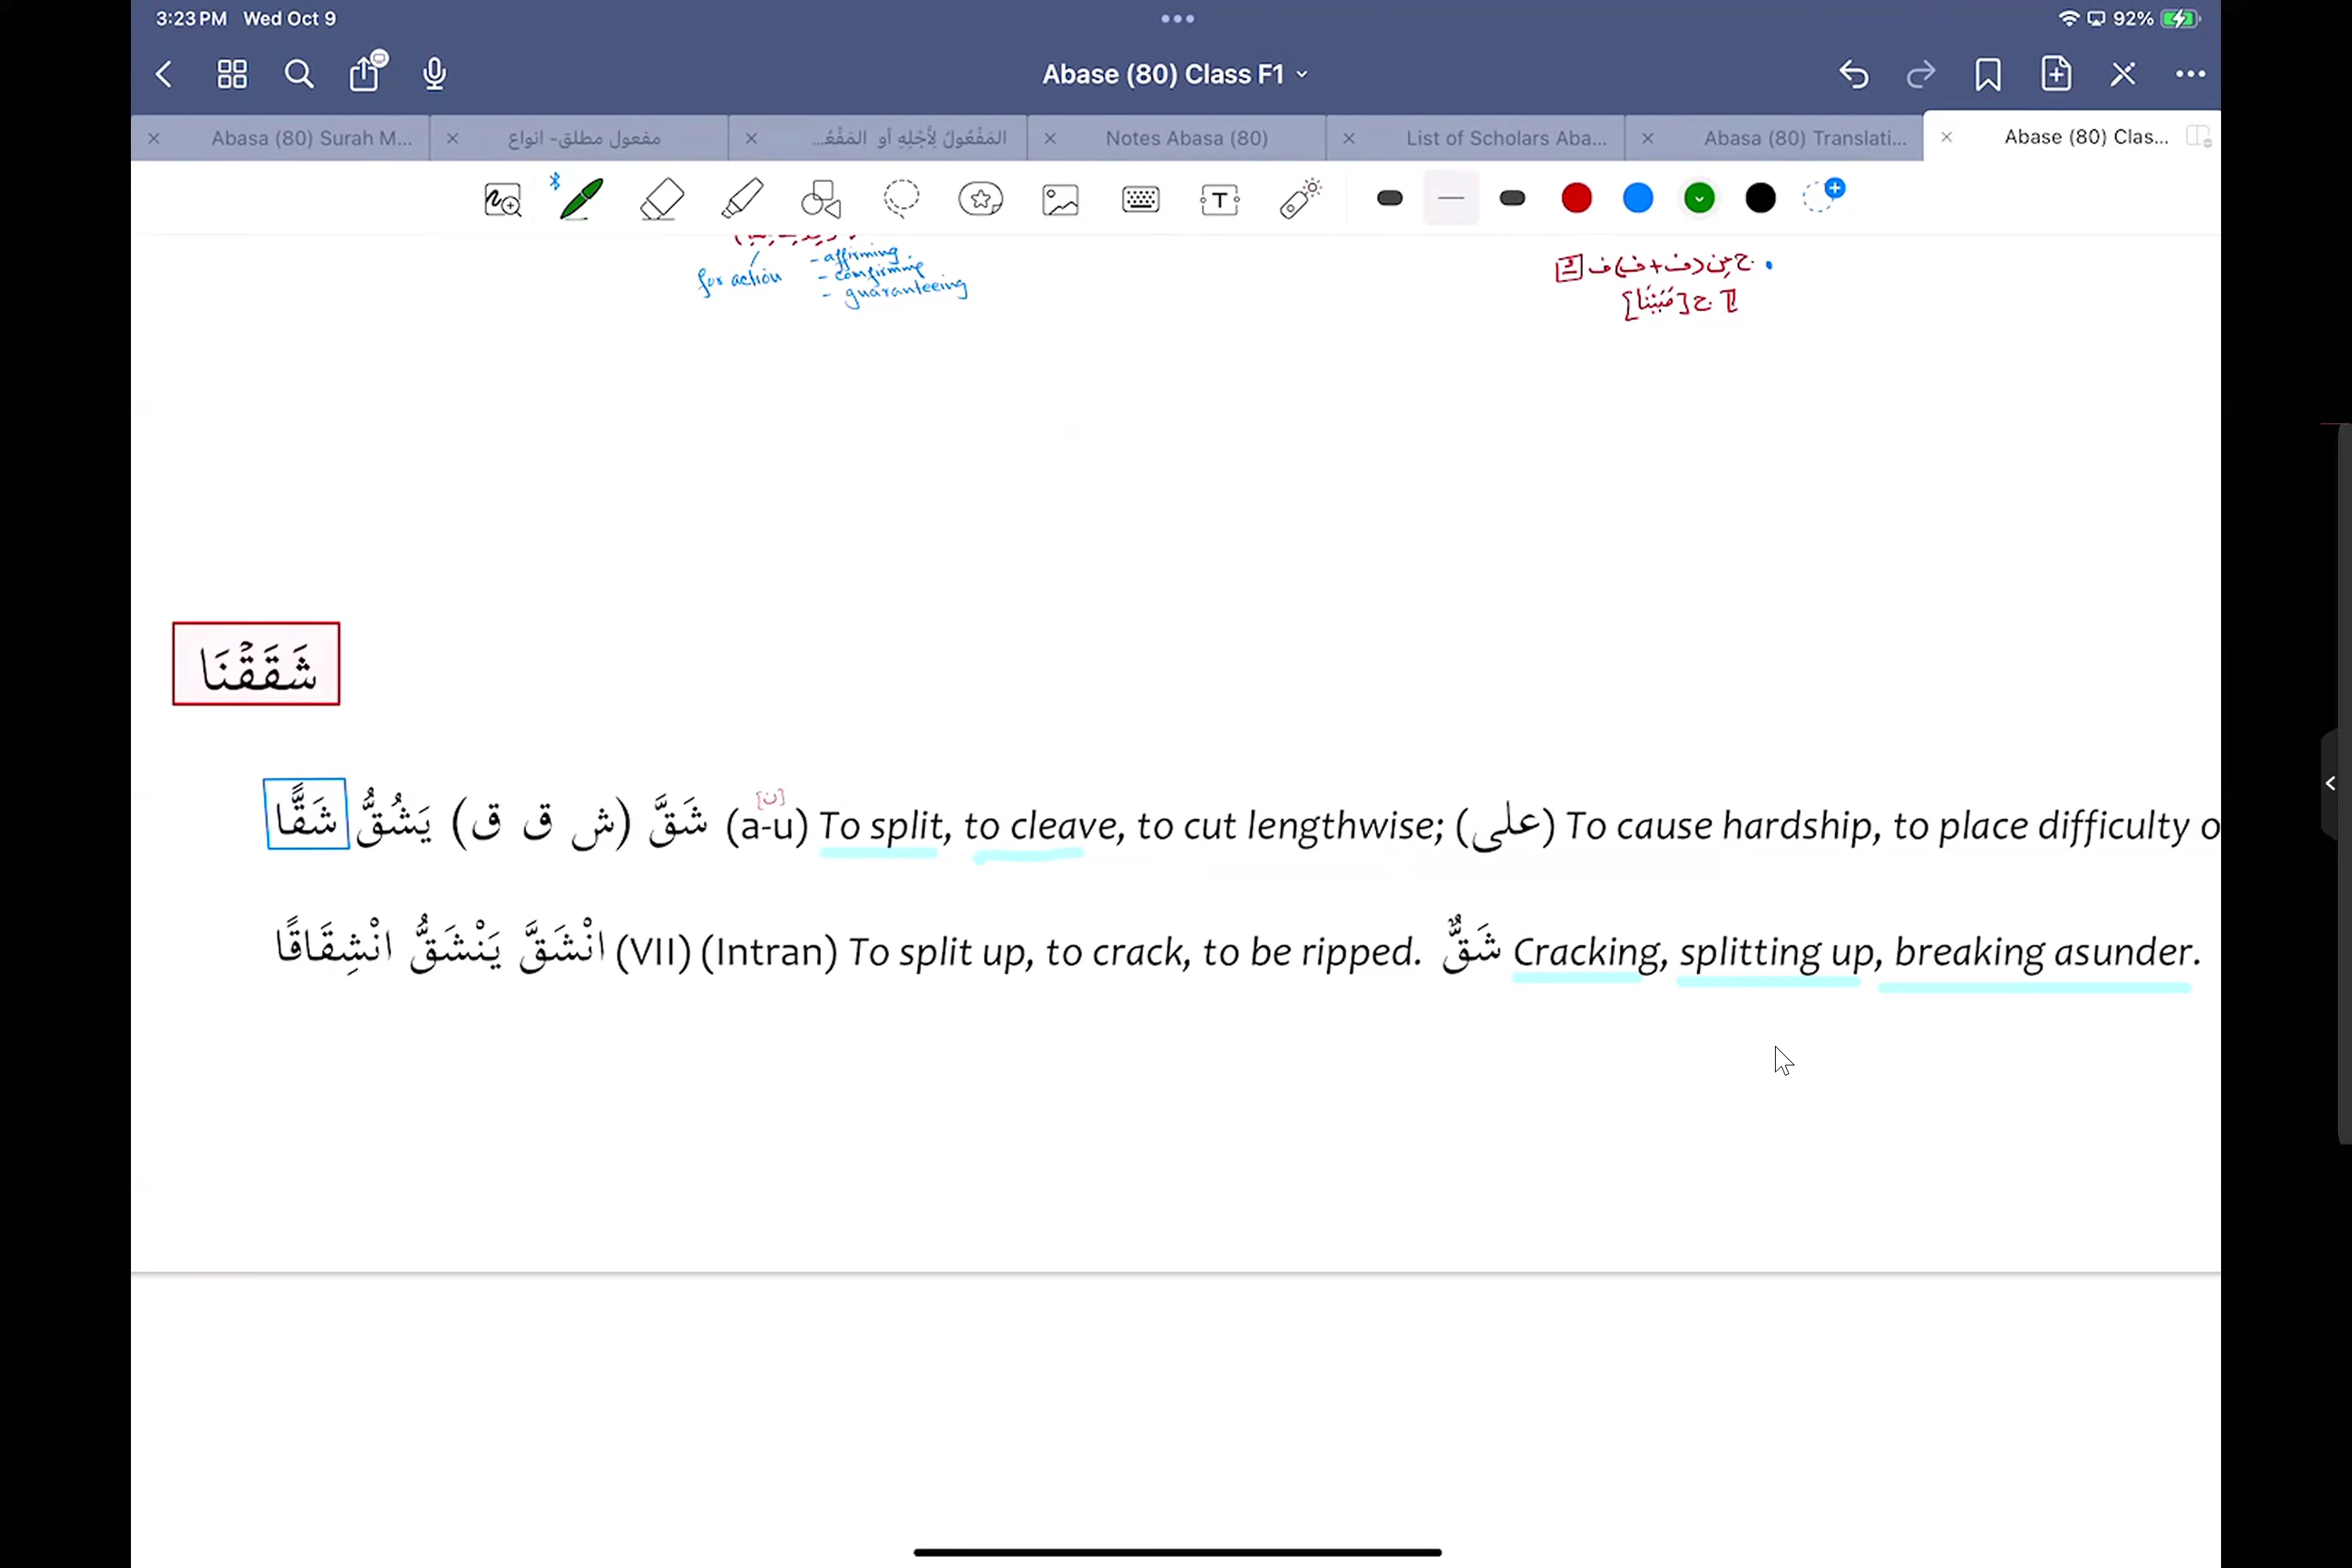 3:23 PM Wed Oct 9 92%
Abase (80) Class F1
Abasa (80) Surah M... مفعول مطلق- انواع المَفْعُولُ لِأَجْلِهِ أو المَفْعُ... Notes Abasa (80) List of Scholars Aba... Abasa (80) Translati... Abase (80) Clas...
for action
- affirming
- confirming
- guaranteeing
شَقَقْنَا
[ن]
شَقًّا يَشُقُّ (ش ق ق) شَقَّ (a-u) To split, to cleave, to cut lengthwise; (على) To cause hardship, to place difficulty o
انْشِقَاقًا يَنْشَقُّ انْشَقَّ (VII) (Intran) To split up, to crack, to be ripped. شَقٌّ Cracking, splitting up, breaking asunder.